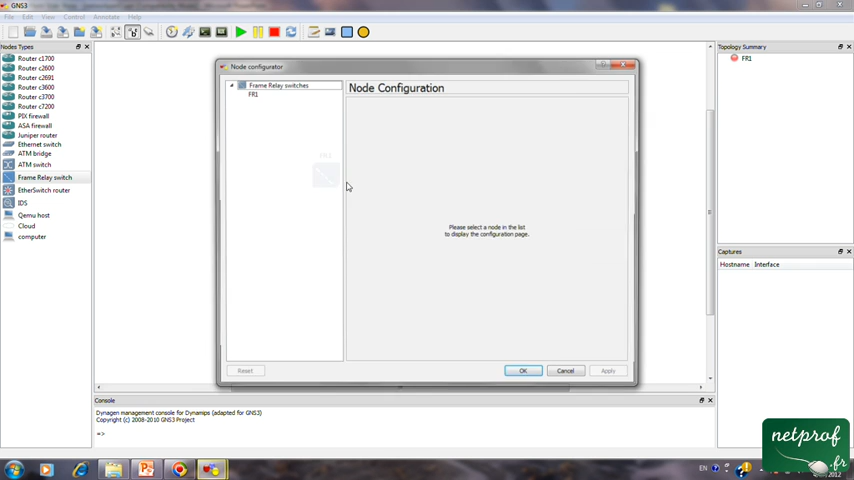 GNS3
File Edit View Control Annotate Help
Nodes Types
Topology Summary
Router c1700
Router c2600
Router c2691
Router c3600
Router c3700
Router c7200
PIX firewall
ASA firewall
Juniper router
Ethernet switch
ATM bridge
ATM switch
Frame Relay switch
EtherSwitch router
IDS
Qemu host
Cloud
computer
Node configurator
Frame Relay switches
FR1
Node Configuration
FR1
Please select a node in the list
to display the configuration page.
Reset
OK
Cancel
Apply
FR1
Captures
Hostname Interface
Console
Dynagen management console for Dynamips (adapted for GNS3)
Copyright (c) 2008-2010 GNS3 Project
=>
EN
2012
netprof
.fr